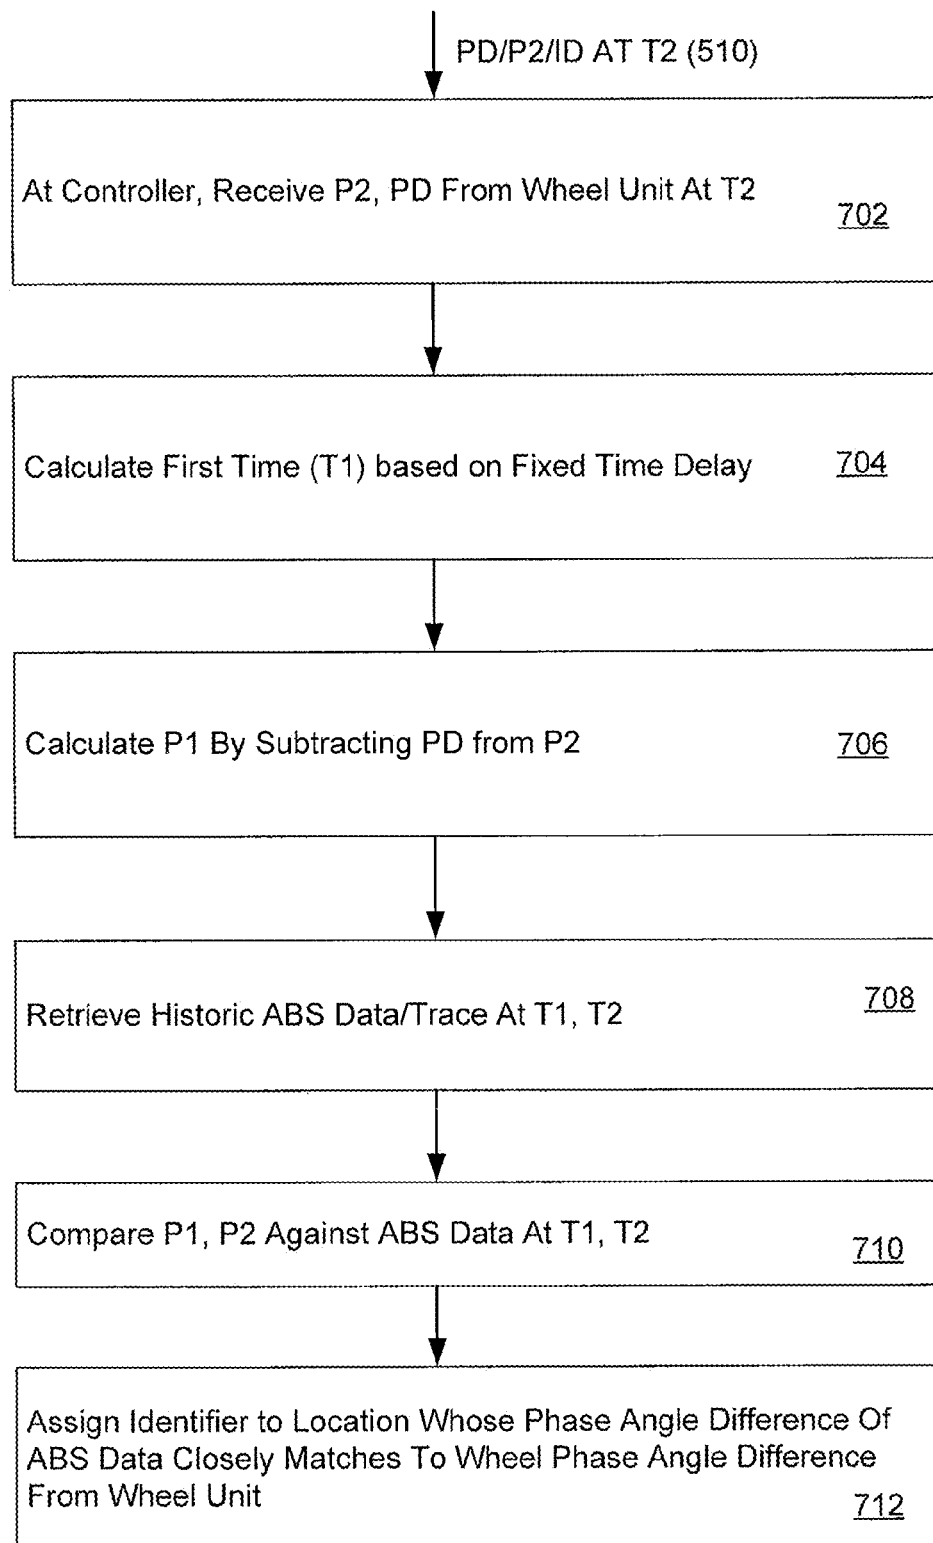 PD/P2/ID AT T2 (510)
At Controller, Receive P2, PD From Wheel Unit At T2
702
Calculate First Time (T1) based on Fixed Time Delay
704
Calculate P1 By Subtracting PD from P2
706
Retrieve Historic ABS Data/Trace At T1, T2
708
Compare P1, P2 Against ABS Data At T1, T2
710
Assign Identifier to Location Whose Phase Angle Difference Of
ABS Data Closely Matches To Wheel Phase Angle Difference
From Wheel Unit
712